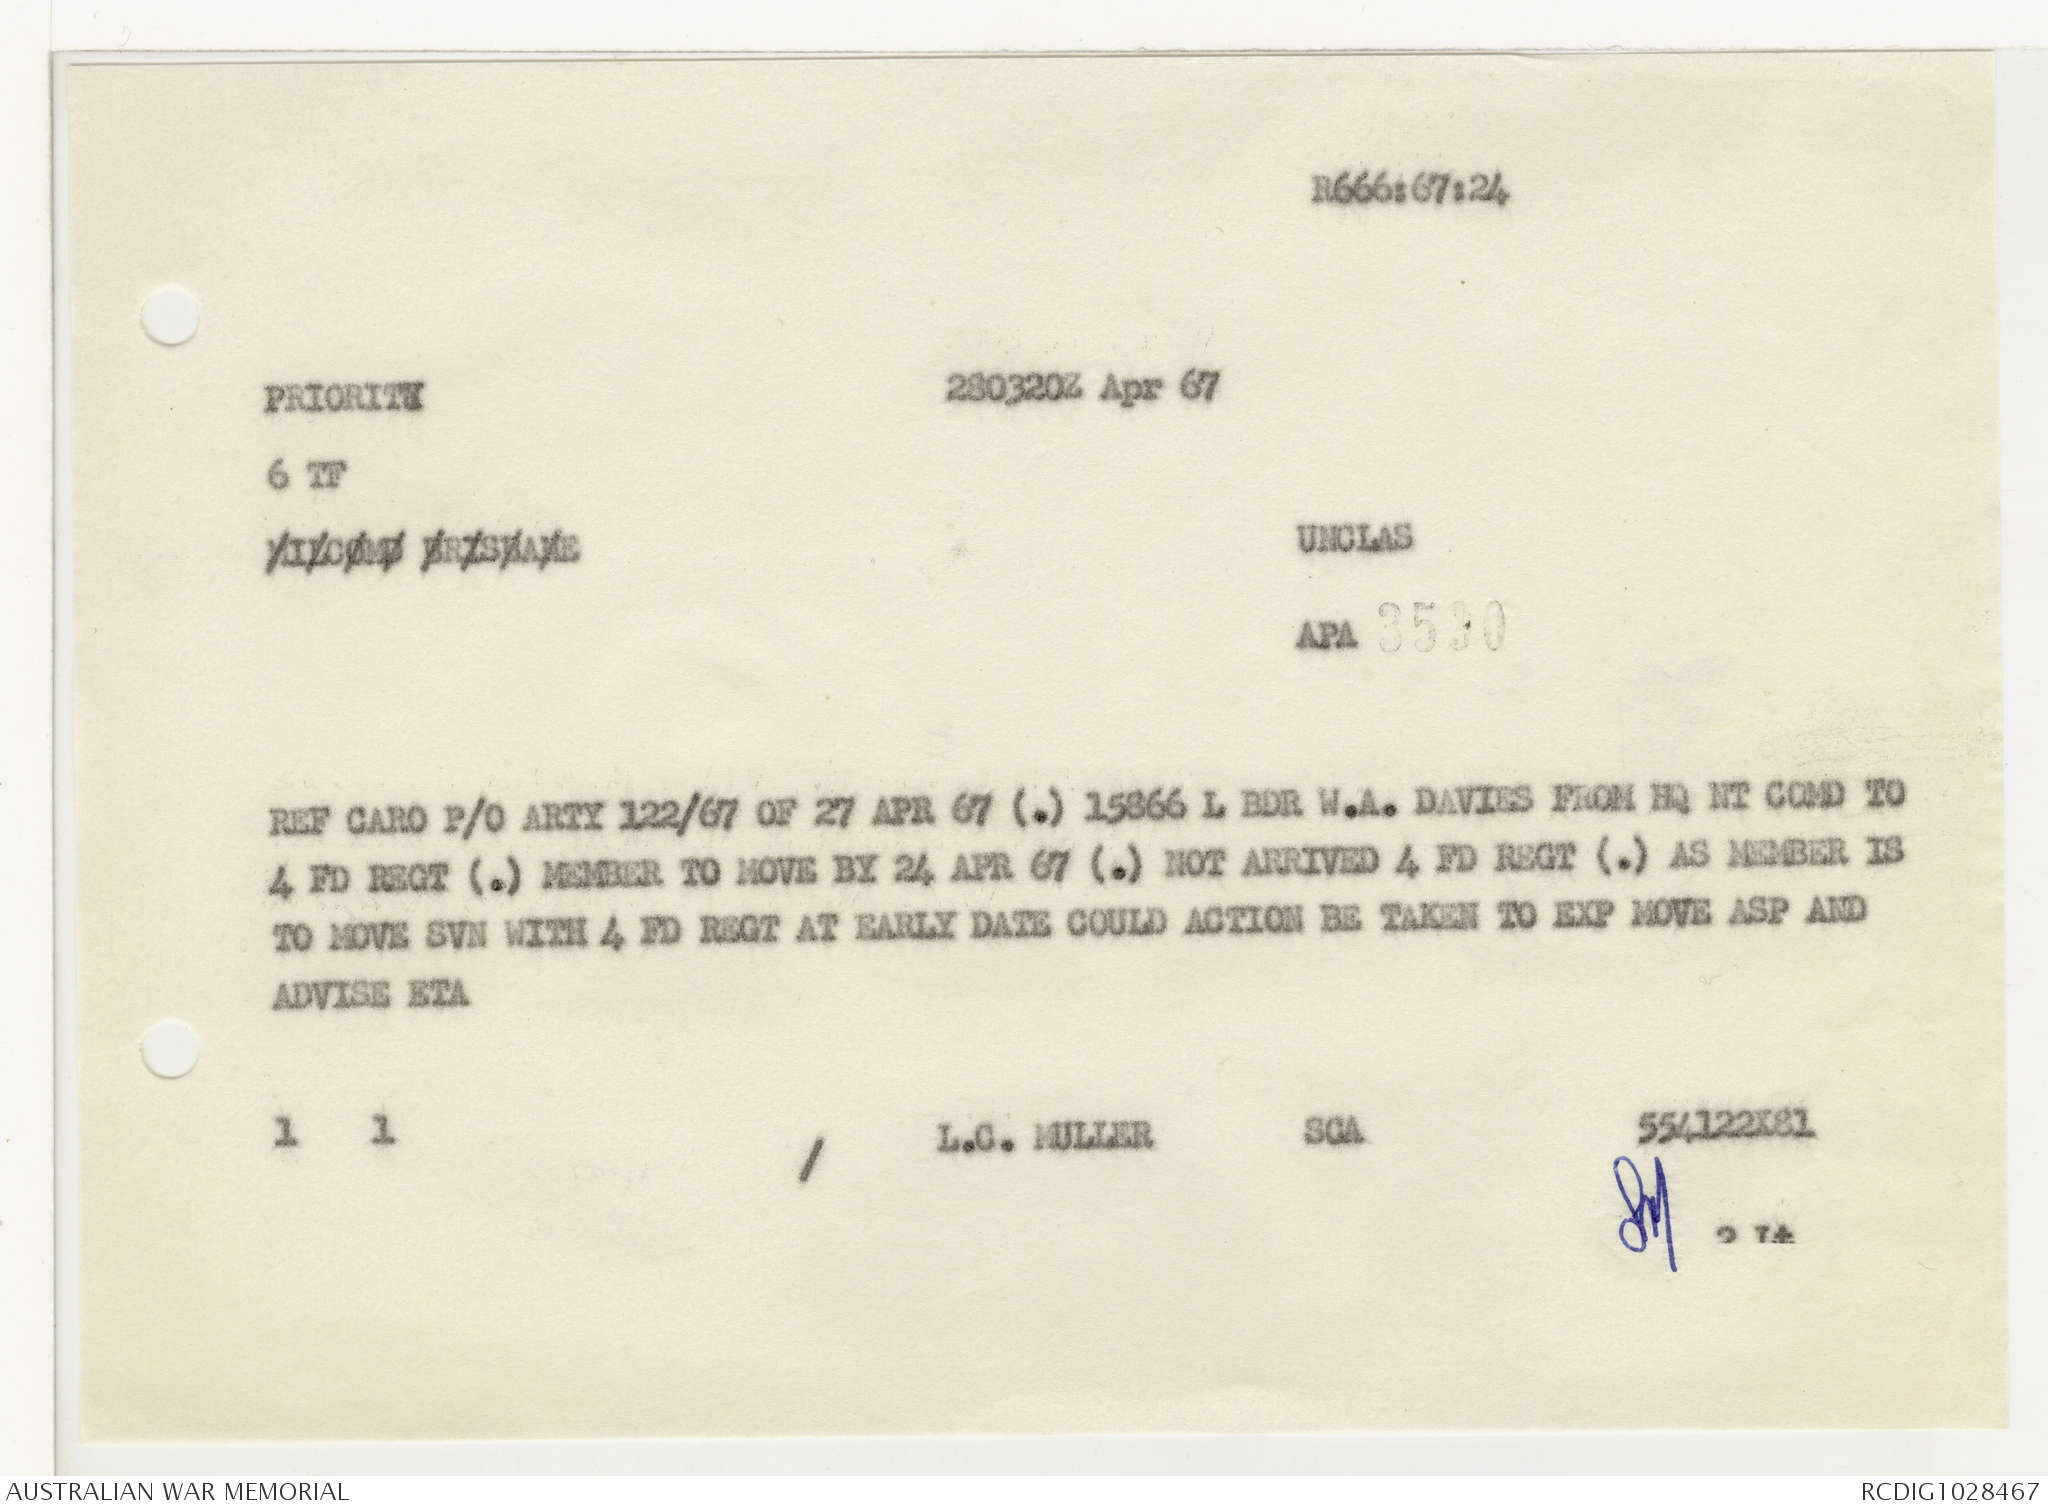 R666:67:24
PRIORITY
280320Z Apr 67
6 TF
MILCOMD BRISBANE
UNCLAS
APA 3530
REF CARO P/O ARTY 122/67 OF 27 APR 67 (.) 15866 L BDR W.A. DAVIES FROM HQ NT COMD TO
4 FD REGT (.) MEMBER TO MOVE BY 24 APR 67 (.) NOT ARRIVED 4 FD REGT (.) AS MEMBER IS
TO MOVE SVN WITH 4 FD REGT AT EARLY DATE COULD ACTION BE TAKEN TO EXP MOVE ASP AND
ADVISE ETA
1 1 / L.G. MULLER SCA 554122X81
AUSTRALIAN WAR MEMORIAL
RCDIG1028467